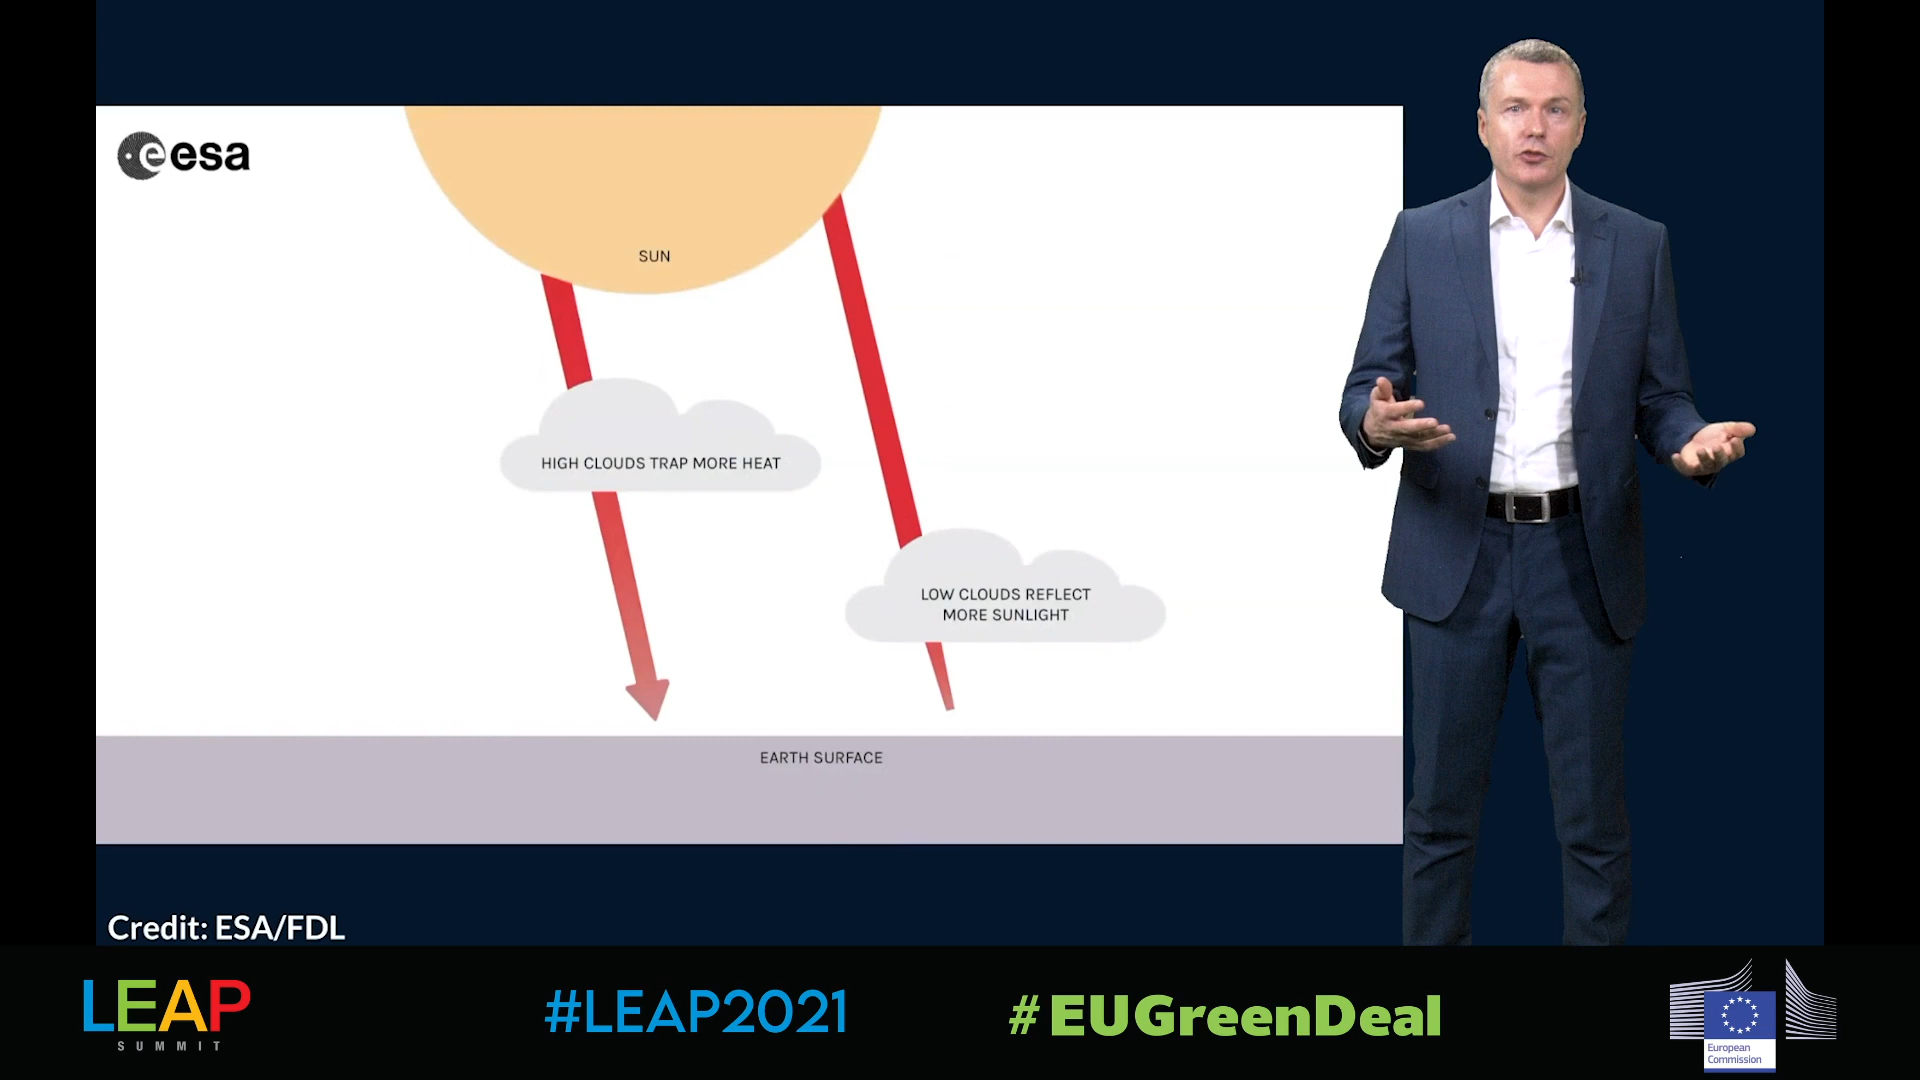 esa
SUN
HIGH CLOUDS TRAP MORE HEAT
LOW CLOUDS REFLECT
MORE SUNLIGHT
EARTH SURFACE
Credit: ESA/FDL
LEAP
SUMMIT
#LEAP2021
#EUGreenDeal
European
Commission